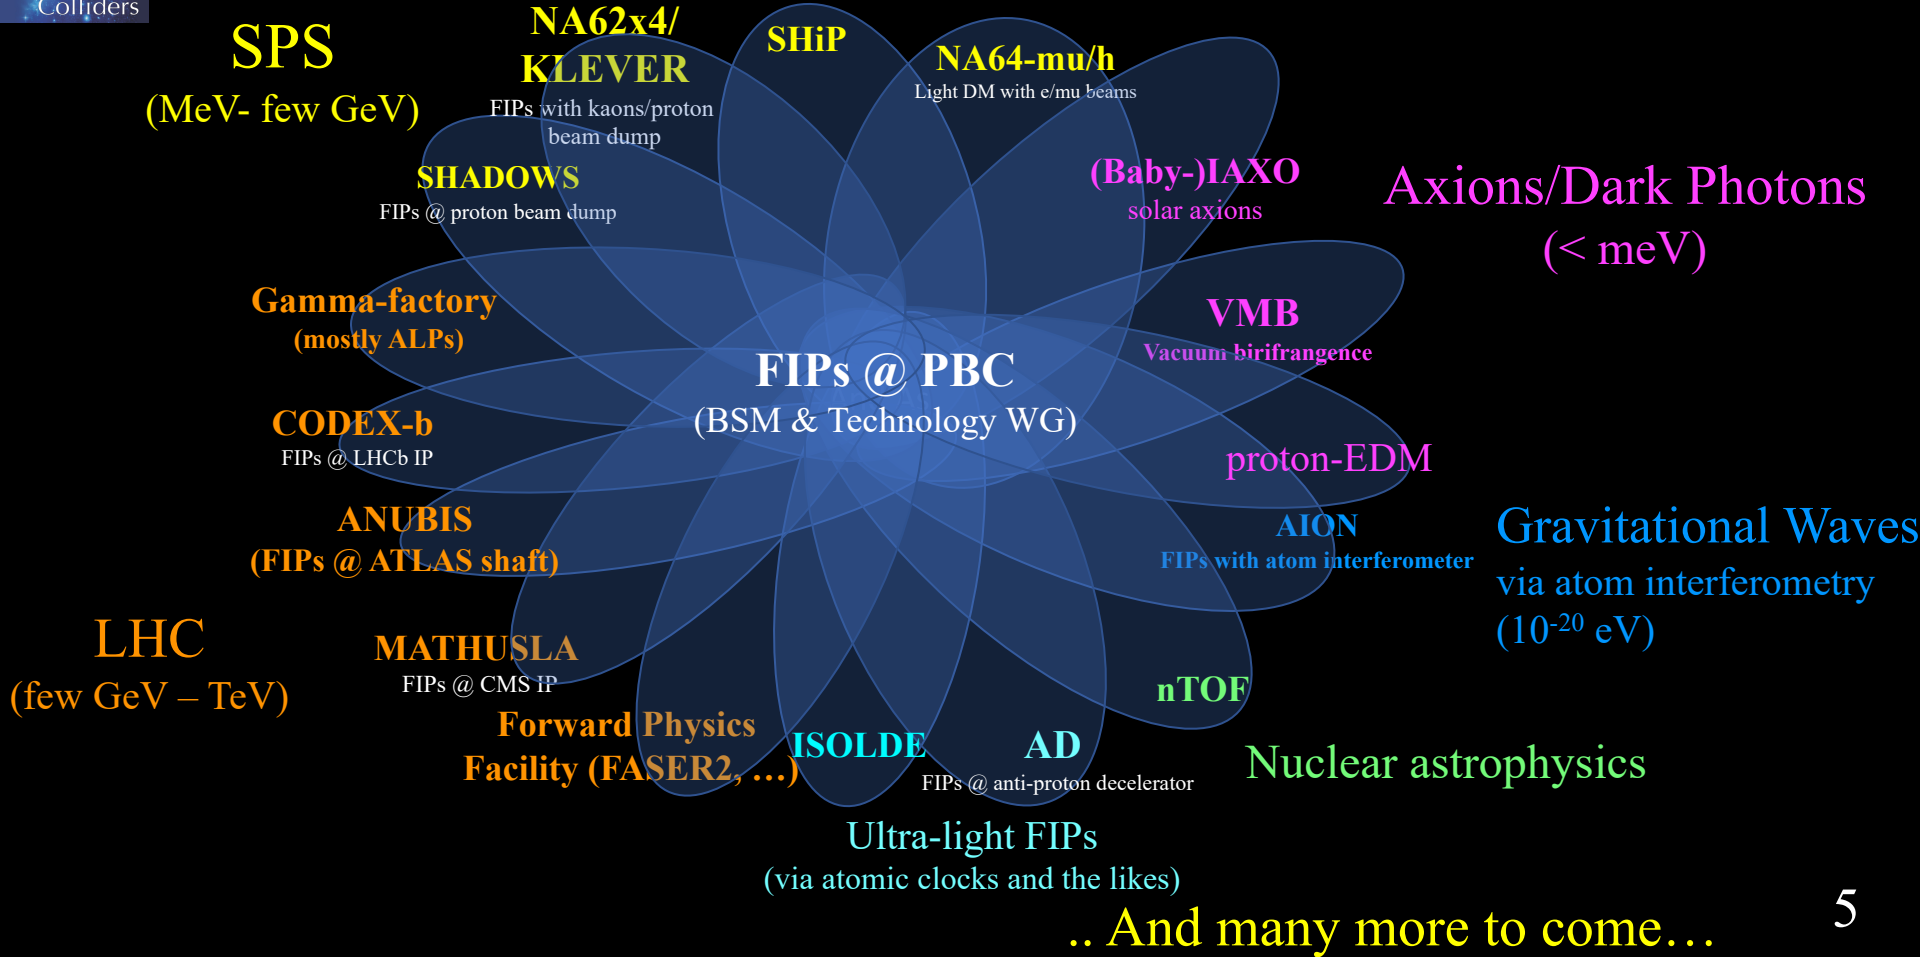 Colliders
SPS
(MeV- few GeV)
NA62x4/
KLEVER
FIPs with kaons/proton
beam dump
SHiP
NA64-mu/h
Light DM with e/mu beams
SHADOWS
FIPs @ proton beam dump
(Baby-)IAXO
solar axions
Axions/Dark Photons
(< meV)
Gamma-factory
(mostly ALPs)
VMB
Vacuum birifrangence
FIPs @ PBC
(BSM & Technology WG)
CODEX-b
FIPs @ LHCb IP
proton-EDM
ANUBIS
(FIPs @ ATLAS shaft)
AION
FIPs with atom interferometer
Gravitational Waves
via atom interferometry
(10⁻²⁰ eV)
LHC
(few GeV – TeV)
MATHUSLA
FIPs @ CMS IP
Forward Physics
Facility (FASER2, …)
ISOLDE
AD
FIPs @ anti-proton decelerator
nTOF
Nuclear astrophysics
Ultra-light FIPs
(via atomic clocks and the likes)
.. And many more to come…
5